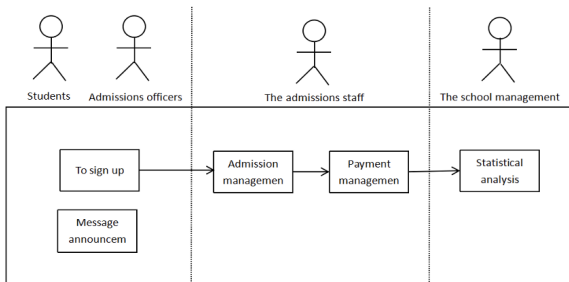 Students
Admissions officers
The admissions staff
The school management
To sign up
Admission
managemen
Payment
managemen
Statistical
analysis
Message
announcem